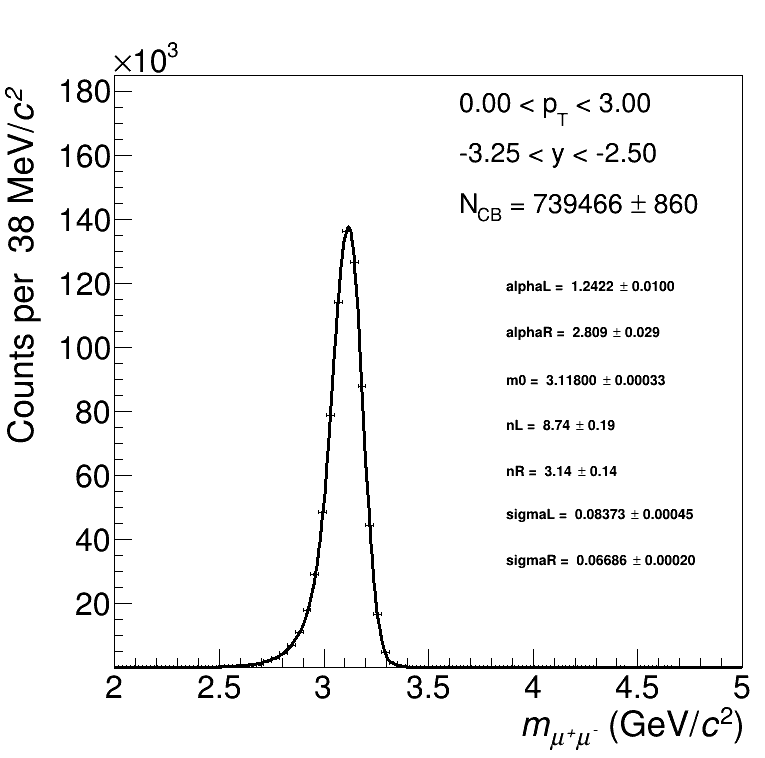 ×10³
180
160
140
120
100
80
60
40
20
Counts per 38 MeV/c²
0.00 < p_T < 3.00
-3.25 < y < -2.50
N_CB = 739466 ± 860
alphaL = 1.2422 ± 0.0100
alphaR = 2.809 ± 0.029
m0 = 3.11800 ± 0.00033
nL = 8.74 ± 0.19
nR = 3.14 ± 0.14
sigmaL = 0.08373 ± 0.00045
sigmaR = 0.06686 ± 0.00020
2 2.5 3 3.5 4 4.5 5
m_μ⁺μ⁻ (GeV/c²)